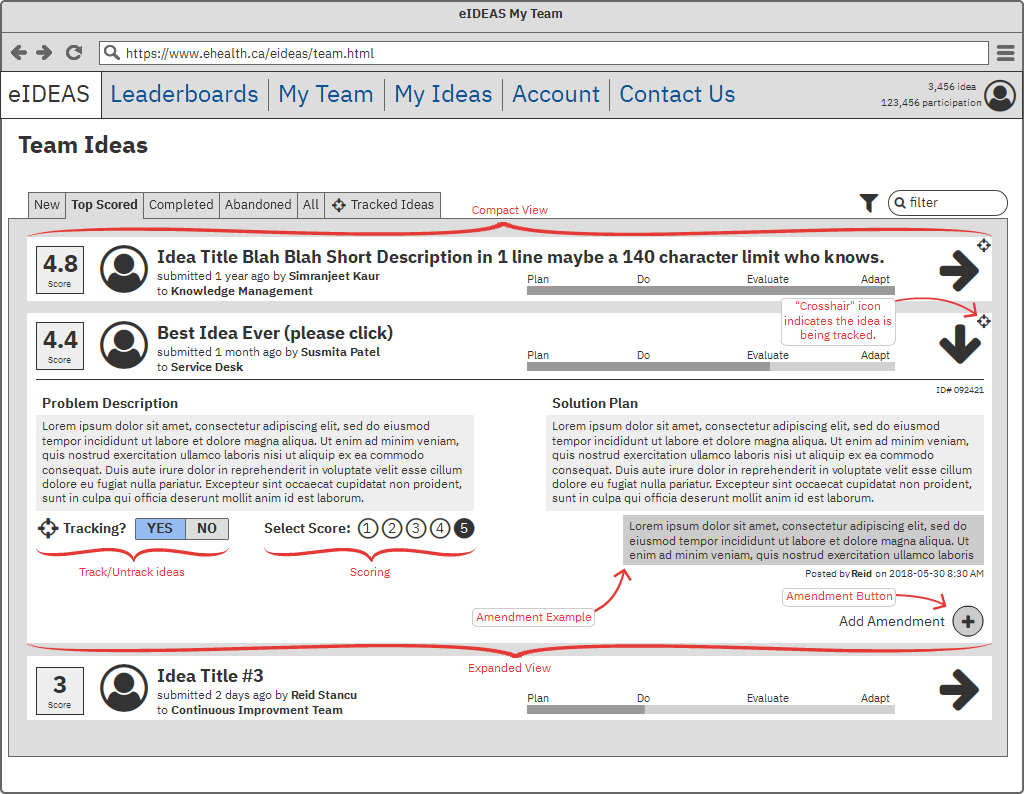 eIDEAS My Team
https://www.ehealth.ca/eideas/team.html
eIDEAS
Leaderboards
My Team
My Ideas
Account
Contact Us
3,456 idea
123,456 participation
Team Ideas
New
Top Scored
Completed
Abandoned
All
Tracked Ideas
filter
Compact View
4.8
Score
Idea Title Blah Blah Short Description in 1 line maybe a 140 character limit who knows.
submitted 1 year ago by Simranjeet Kaur
to Knowledge Management
Plan
Do
Evaluate
Adapt
"Crosshair" icon
indicates the idea is
being tracked.
4.4
Score
Best Idea Ever (please click)
submitted 1 month ago by Susmita Patel
to Service Desk
Plan
Do
Evaluate
Adapt
ID# 092421
Problem Description
Lorem ipsum dolor sit amet, consectetur adipiscing elit, sed do eiusmod
tempor incididunt ut labore et dolore magna aliqua. Ut enim ad minim veniam,
quis nostrud exercitation ullamco laboris nisi ut aliquip ex ea commodo
consequat. Duis aute irure dolor in reprehenderit in voluptate velit esse cillum
dolore eu fugiat nulla pariatur. Excepteur sint occaecat cupidatat non proident,
sunt in culpa qui officia deserunt mollit anim id est laborum.
Solution Plan
Lorem ipsum dolor sit amet, consectetur adipiscing elit, sed do eiusmod
tempor incididunt ut labore et dolore magna aliqua. Ut enim ad minim veniam,
quis nostrud exercitation ullamco laboris nisi ut aliquip ex ea commodo
consequat. Duis aute irure dolor in reprehenderit in voluptate velit esse cillum
dolore eu fugiat nulla pariatur. Excepteur sint occaecat cupidatat non proident,
sunt in culpa qui officia deserunt mollit anim id est laborum.
Tracking?
YES
NO
Select Score:
1
2
3
4
5
Track/Untrack ideas
Scoring
Lorem ipsum dolor sit amet, consectetur adipiscing elit, sed do
eiusmod tempor incididunt ut labore et dolore magna aliqua. Ut
enim ad minim veniam, quis nostrud exercitation ullamco laboris
Posted by Reid on 2018-05-30 8:30 AM
Amendment Button
Amendment Example
Add Amendment
Expanded View
3
Score
Idea Title #3
submitted 2 days ago by Reid Stancu
to Continuous Improvment Team
Plan
Do
Evaluate
Adapt